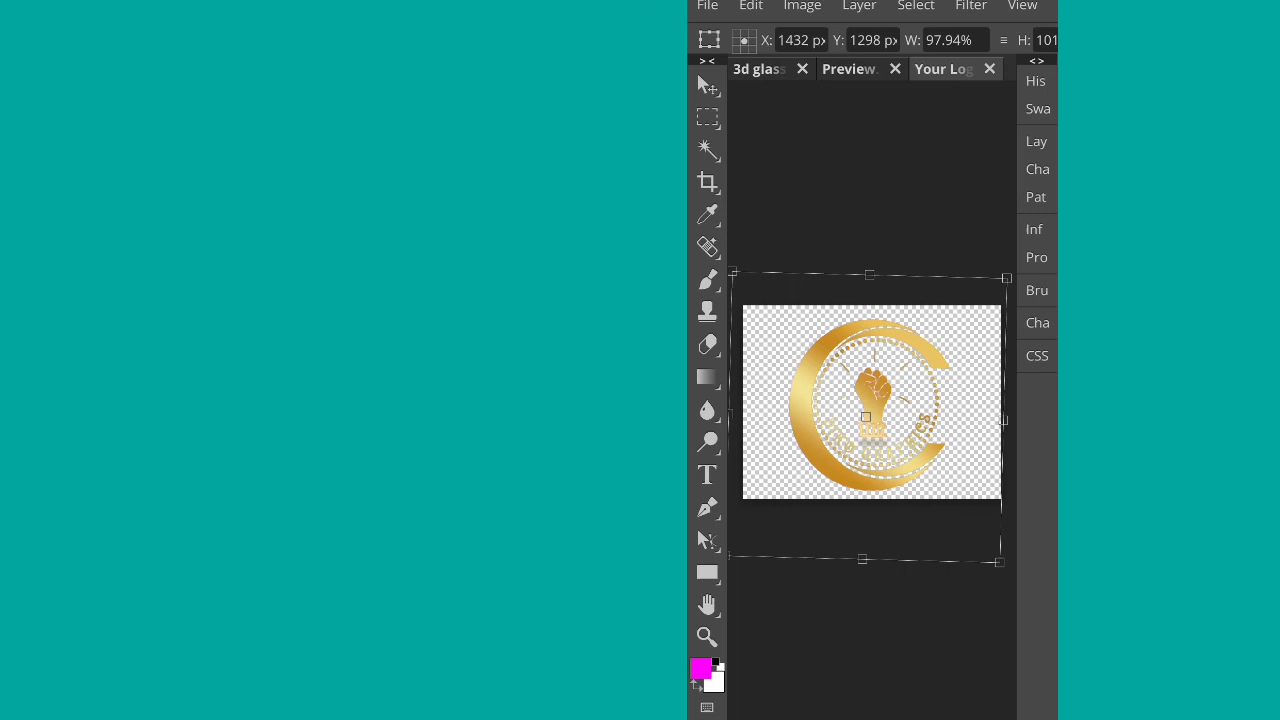 File Edit Image Layer Select Filter View
X: 1432 px Y: 1298 px W: 97.94% H: 101
3d glass Preview. Your Log
His
Swa
Lay
Cha
Pat
Inf
Pro
Bru
Cha
CSS